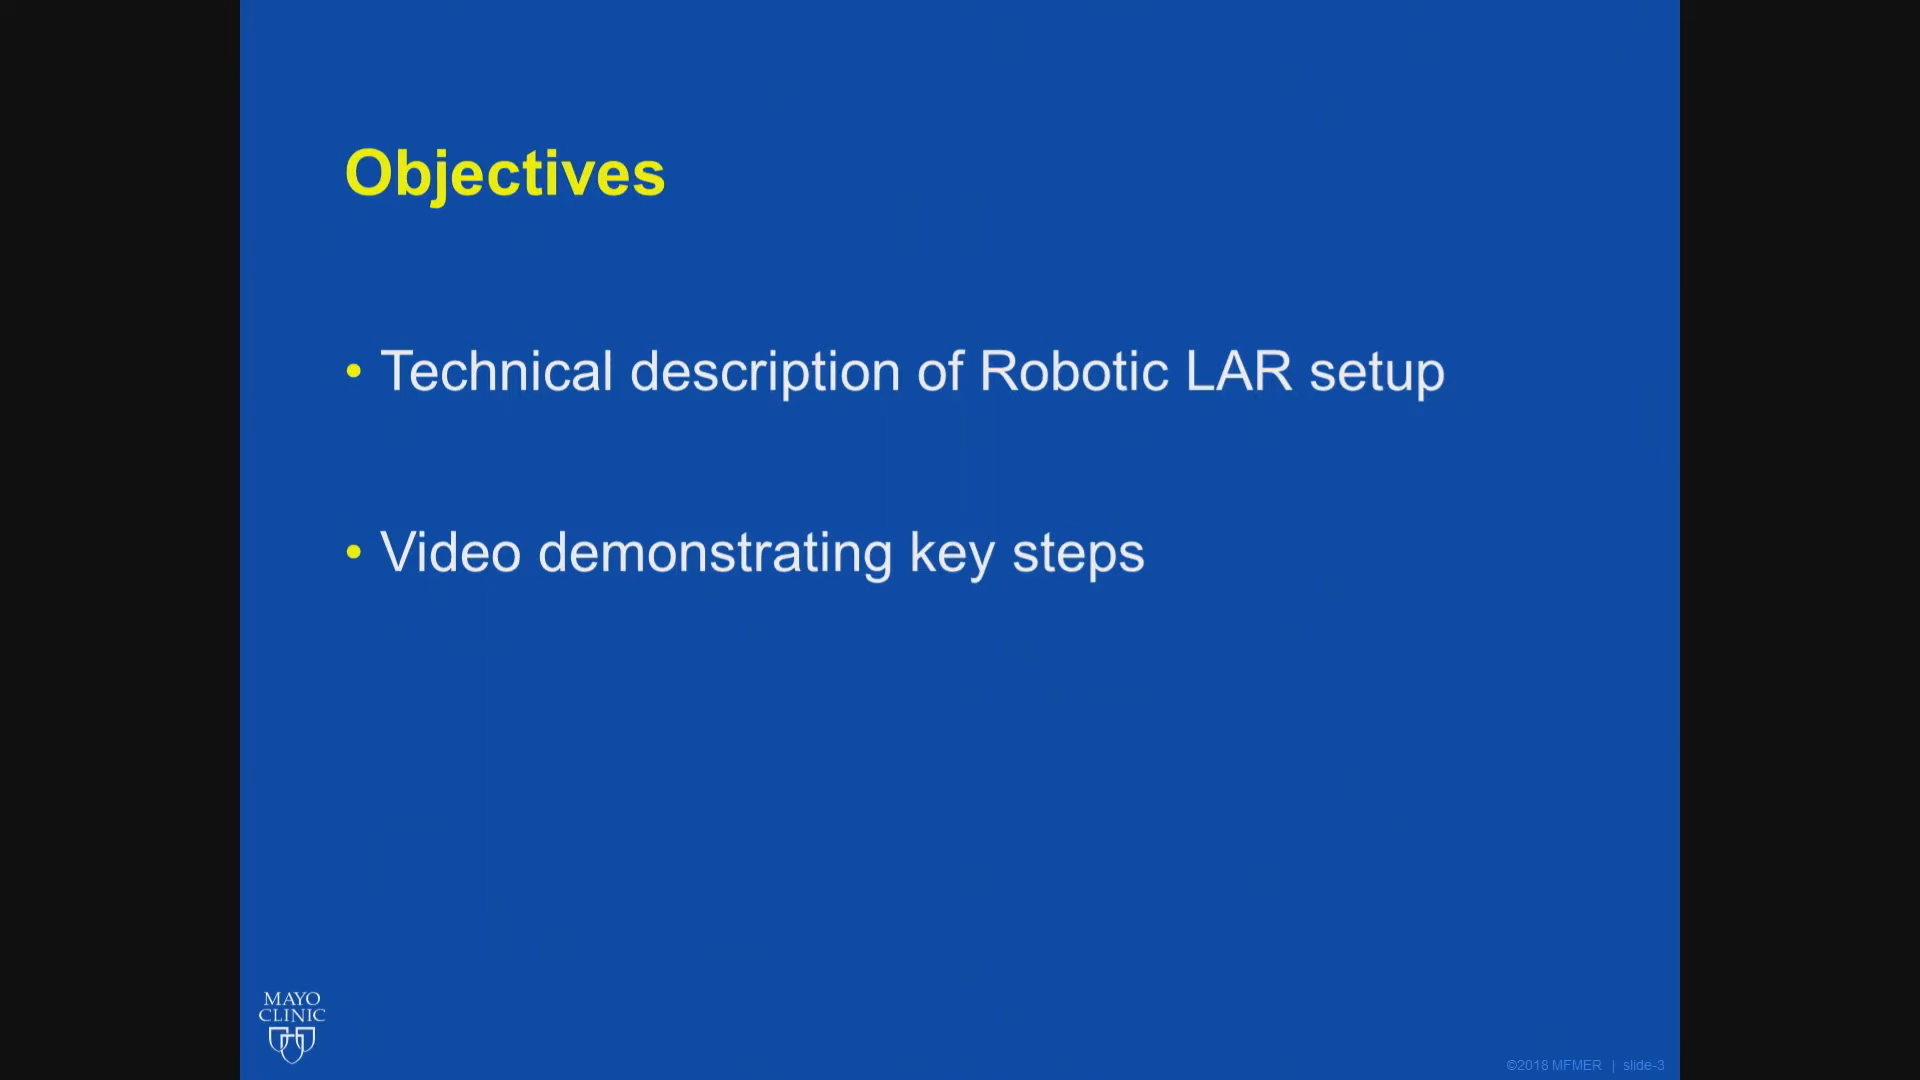 Objectives
• Technical description of Robotic LAR setup
• Video demonstrating key steps
MAYO
CLINIC
©2018 MFMER | slide-3